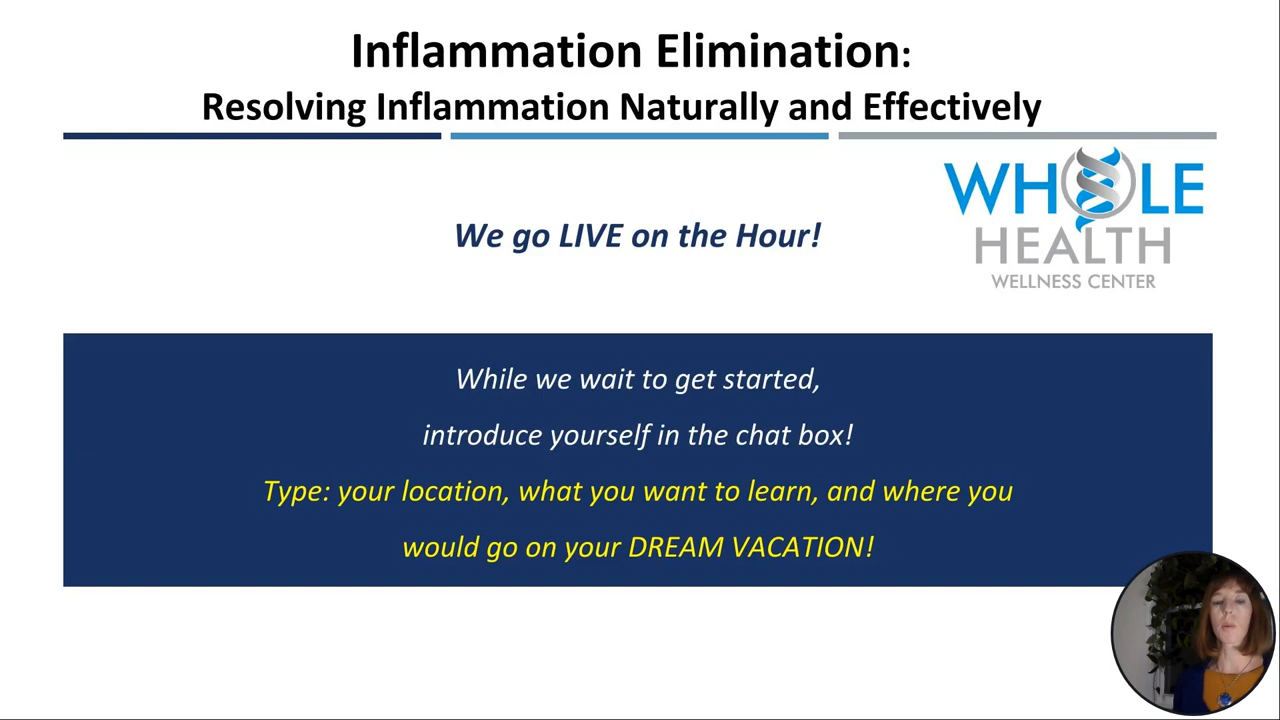 Inflammation Elimination:
Resolving Inflammation Naturally and Effectively
We go LIVE on the Hour!
WHOLE
HEALTH
WELLNESS CENTER
While we wait to get started,
introduce yourself in the chat box!
Type: your location, what you want to learn, and where you
would go on your DREAM VACATION!